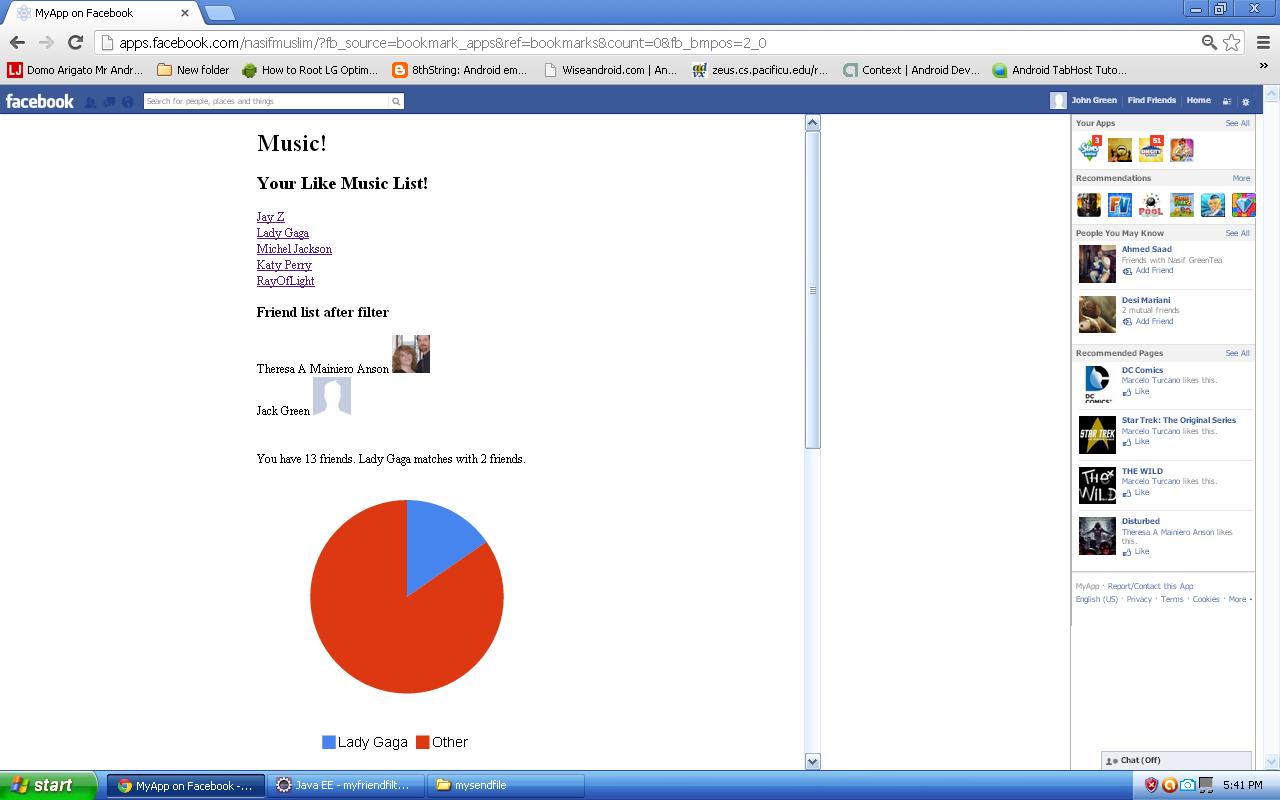 MyApp on Facebook
apps.facebook.com/nasifmuslim/?fb_source=bookmark_apps&ref=bookmarks&count=0&fb_bmpos=2_0
Domo Arigato Mr Andr... New folder How to Root LG Optim... 8thString: Android em... Wiseandroid.com | An... zeus.cs.pacificu.edu/r... Context | Android Dev... Android TabHost Tuto... »
facebook Search for people, places and things John Green Find Friends Home
Music!
Your Like Music List!
Jay Z
Lady Gaga
Michel Jackson
Katy Perry
RayOfLight
Friend list after filter
Theresa A Mainiero Anson
Jack Green
You have 13 friends. Lady Gaga matches with 2 friends.
Lady Gaga Other
Your Apps See All
3 51
Recommendations More
POOL
People You May Know See All
Ahmed Saad
Friends with Nasif GreenTea
Add Friend
Desi Mariani
2 mutual friends
Add Friend
Recommended Pages See All
DC Comics
Marcelo Turcano likes this.
Like
DC
COMICS
Star Trek: The Original Series
Marcelo Turcano likes this.
Like
STAR TREK
THE WILD
Marcelo Turcano likes this.
Like
THE WILD
Disturbed
Theresa A Mainiero Anson likes
this.
Like
MyApp · Report/Contact this App
English (US) · Privacy · Terms · Cookies · More
Chat (Off)
start MyApp on Facebook -... Java EE - myfriendfilt... mysendfile 5:41 PM